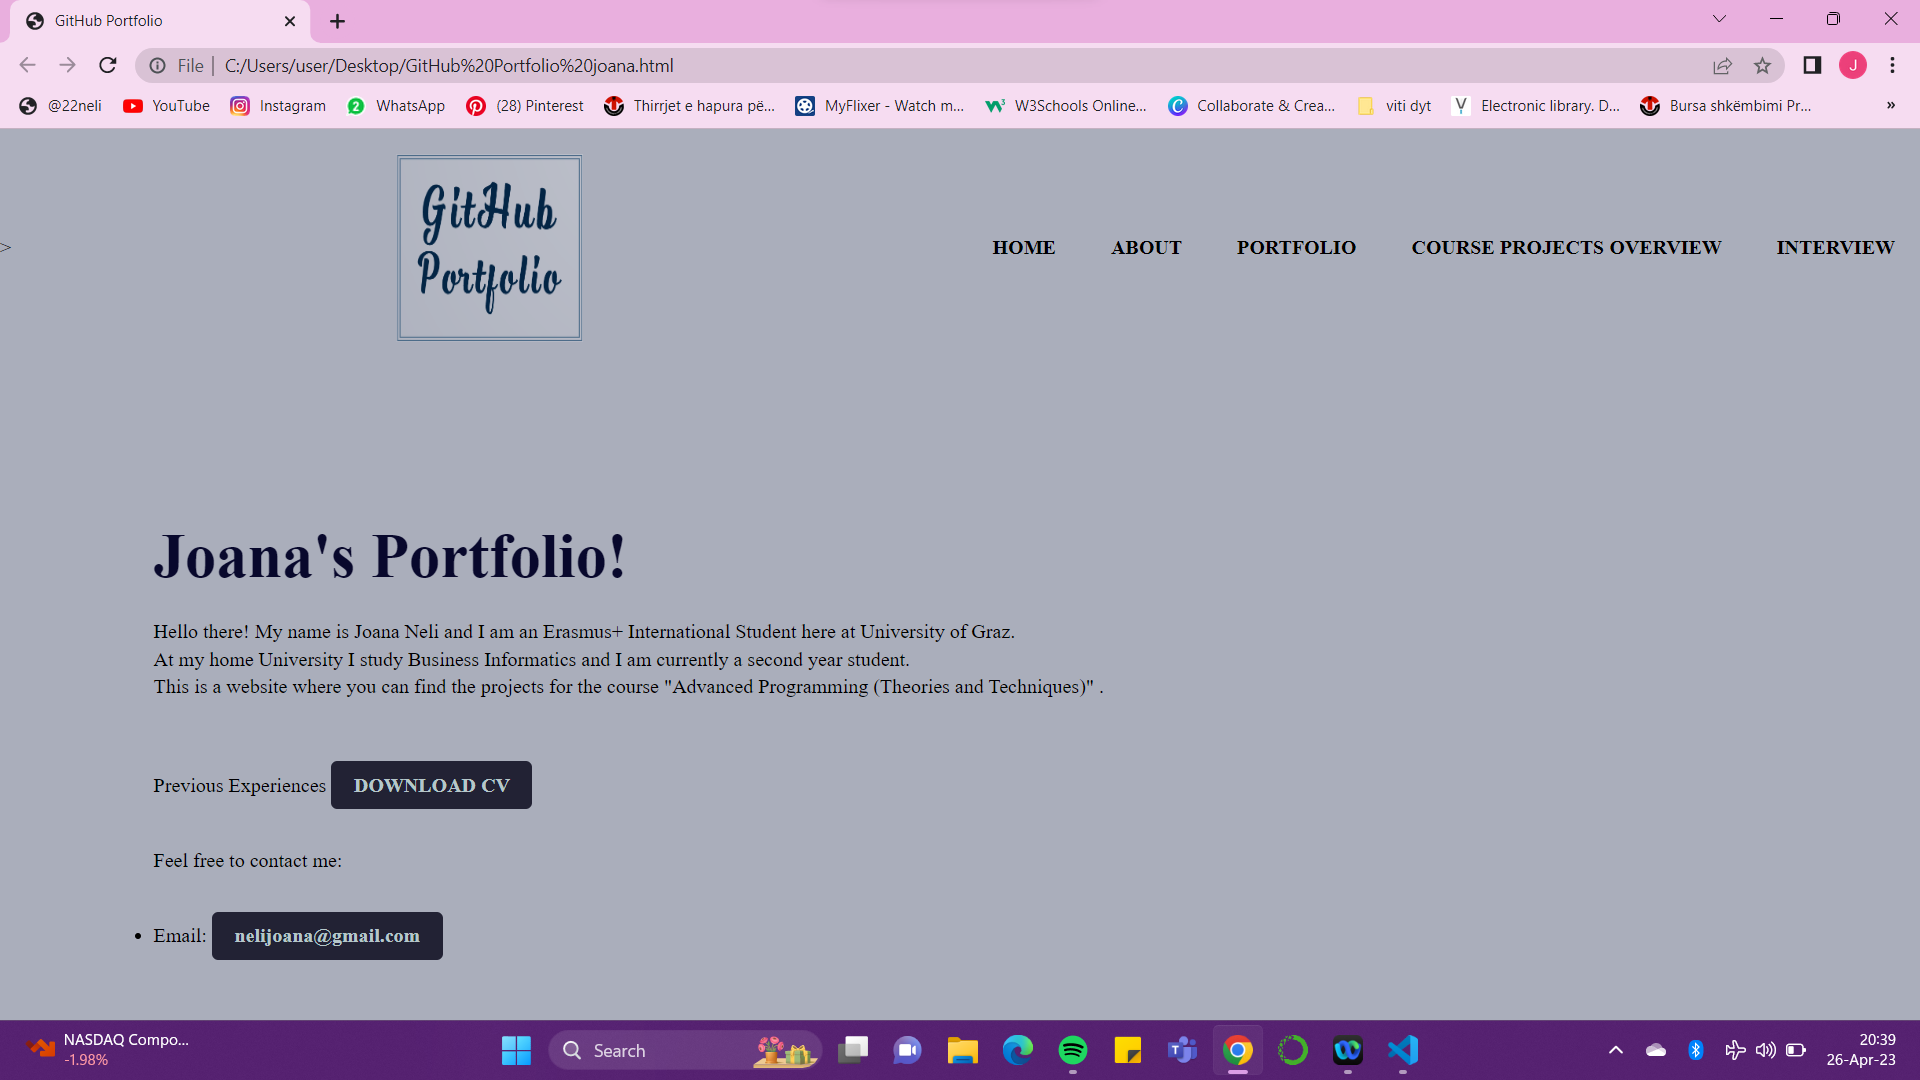 GitHub Portfolio
File | C:/Users/user/Desktop/GitHub%20Portfolio%20joana.html
J
@22neli YouTube Instagram 2 WhatsApp (28) Pinterest Thirrjet e hapura pë... MyFlixer - Watch m... W3Schools Online... Collaborate & Crea... viti dyt Electronic library. D... Bursa shkëmbimi Pr... »
GitHub
Portfolio
> HOME ABOUT PORTFOLIO COURSE PROJECTS OVERVIEW INTERVIEW
Joana's Portfolio!
Hello there! My name is Joana Neli and I am an Erasmus+ International Student here at University of Graz.
At my home University I study Business Informatics and I am currently a second year student.
This is a website where you can find the projects for the course "Advanced Programming (Theories and Techniques)" .
Previous Experiences DOWNLOAD CV
Feel free to contact me:
• Email: nelijoana@gmail.com
NASDAQ Compo...
-1.98%
Search
20:39
26-Apr-23